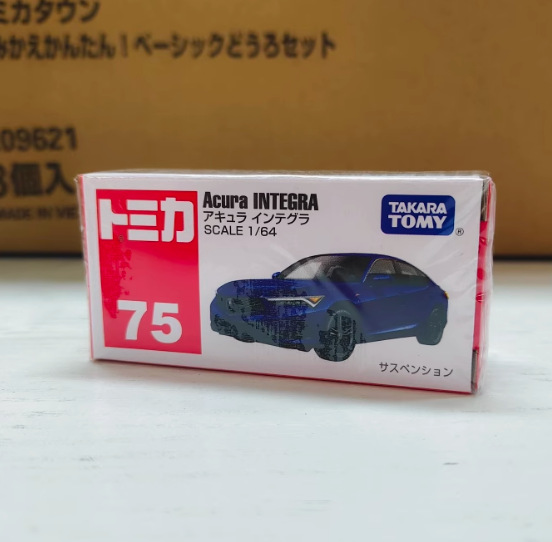 ミカタウン
かえかんたん！ベーシックどうろセット
09621
個入
MADE IN
トミカ
75
Acura INTEGRA
アキュラ インテグラ
SCALE 1/64
TAKARA
TOMY
®
サスペンション